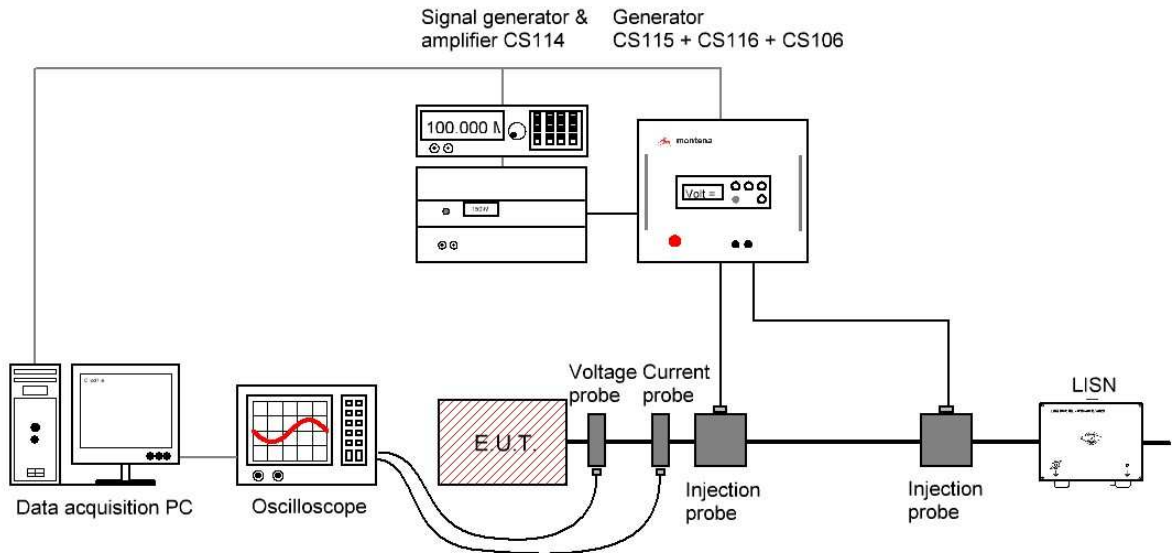 Signal generator &
amplifier CS114
Generator
CS115 + CS116 + CS106
100.000 M
montena
Volt =
150W
Voltage
probe
Current
probe
LISN
E.U.T.
Data acquisition PC
Oscilloscope
Injection
probe
Injection
probe